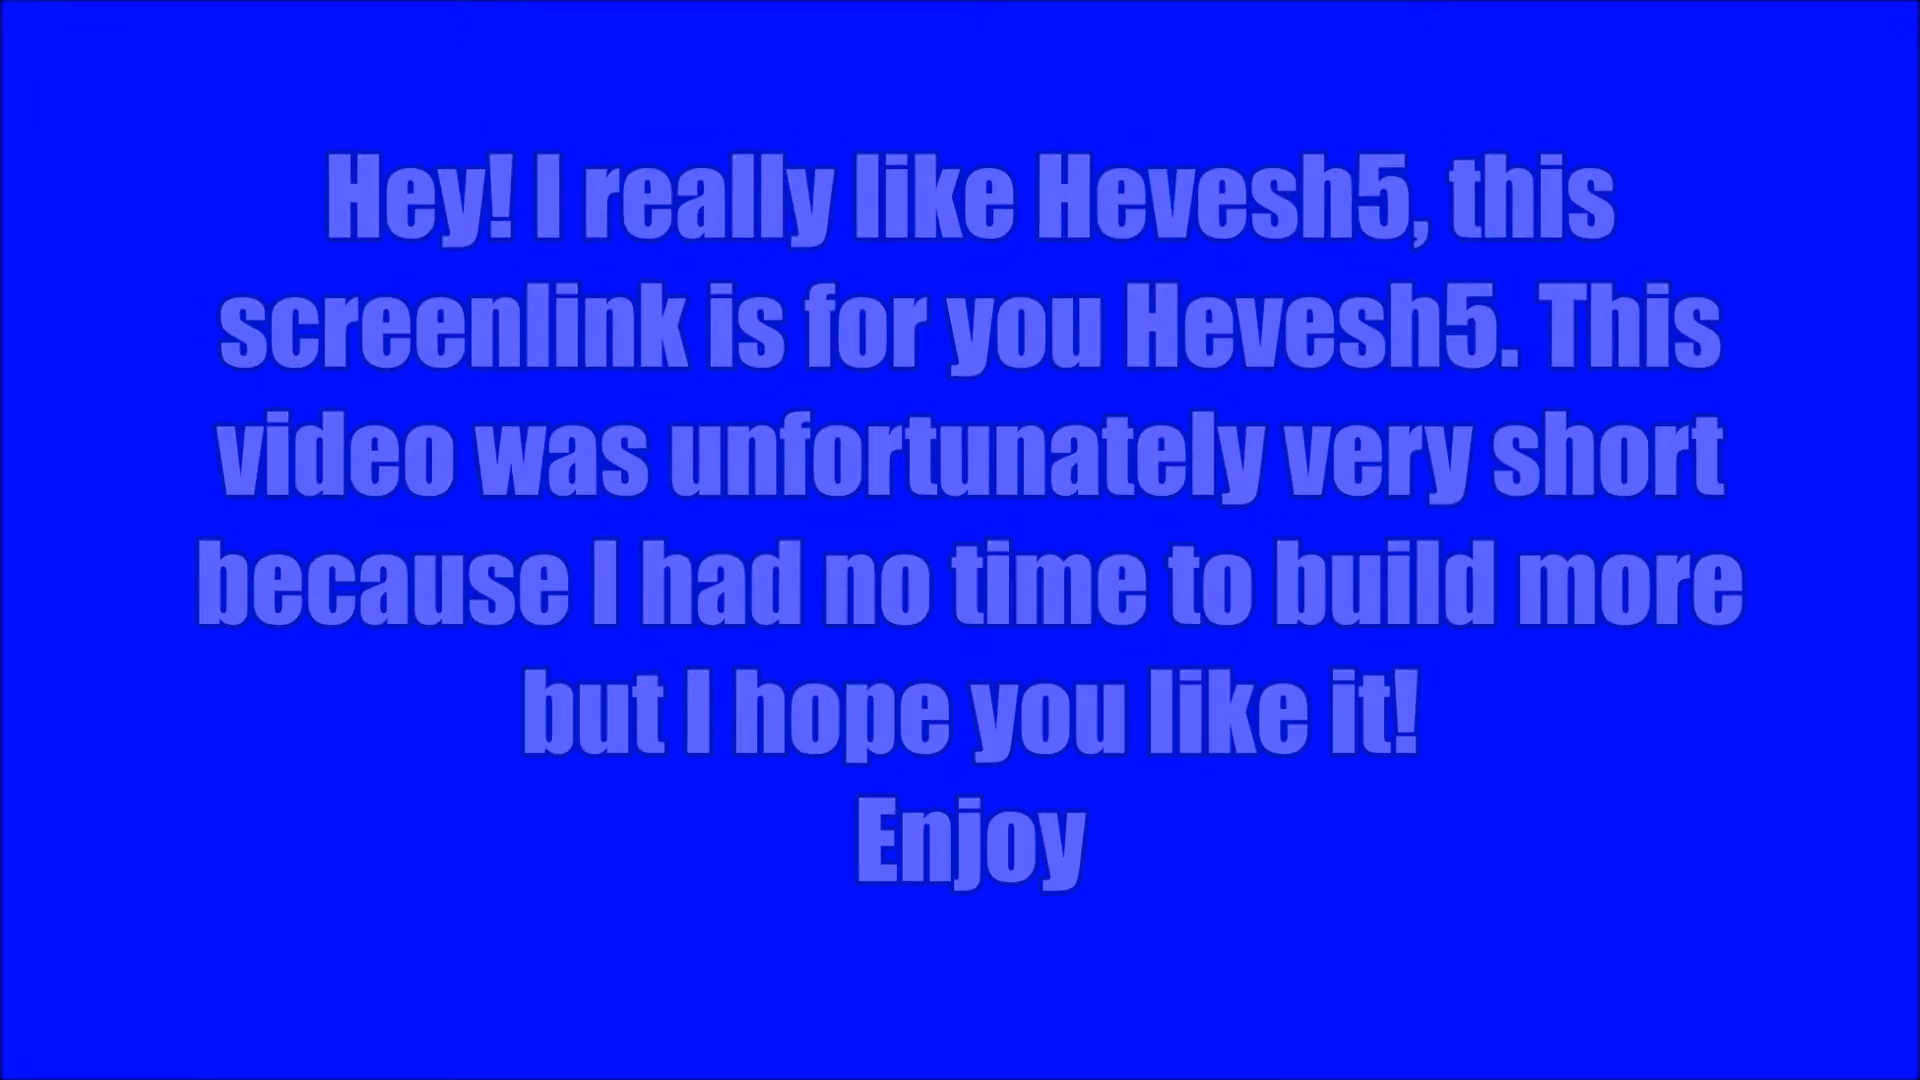 Hey! I really like Hevesh5, this
screenlink is for you Hevesh5. This
video was unfortunately very short
because I had no time to build more
but I hope you like it!
Enjoy